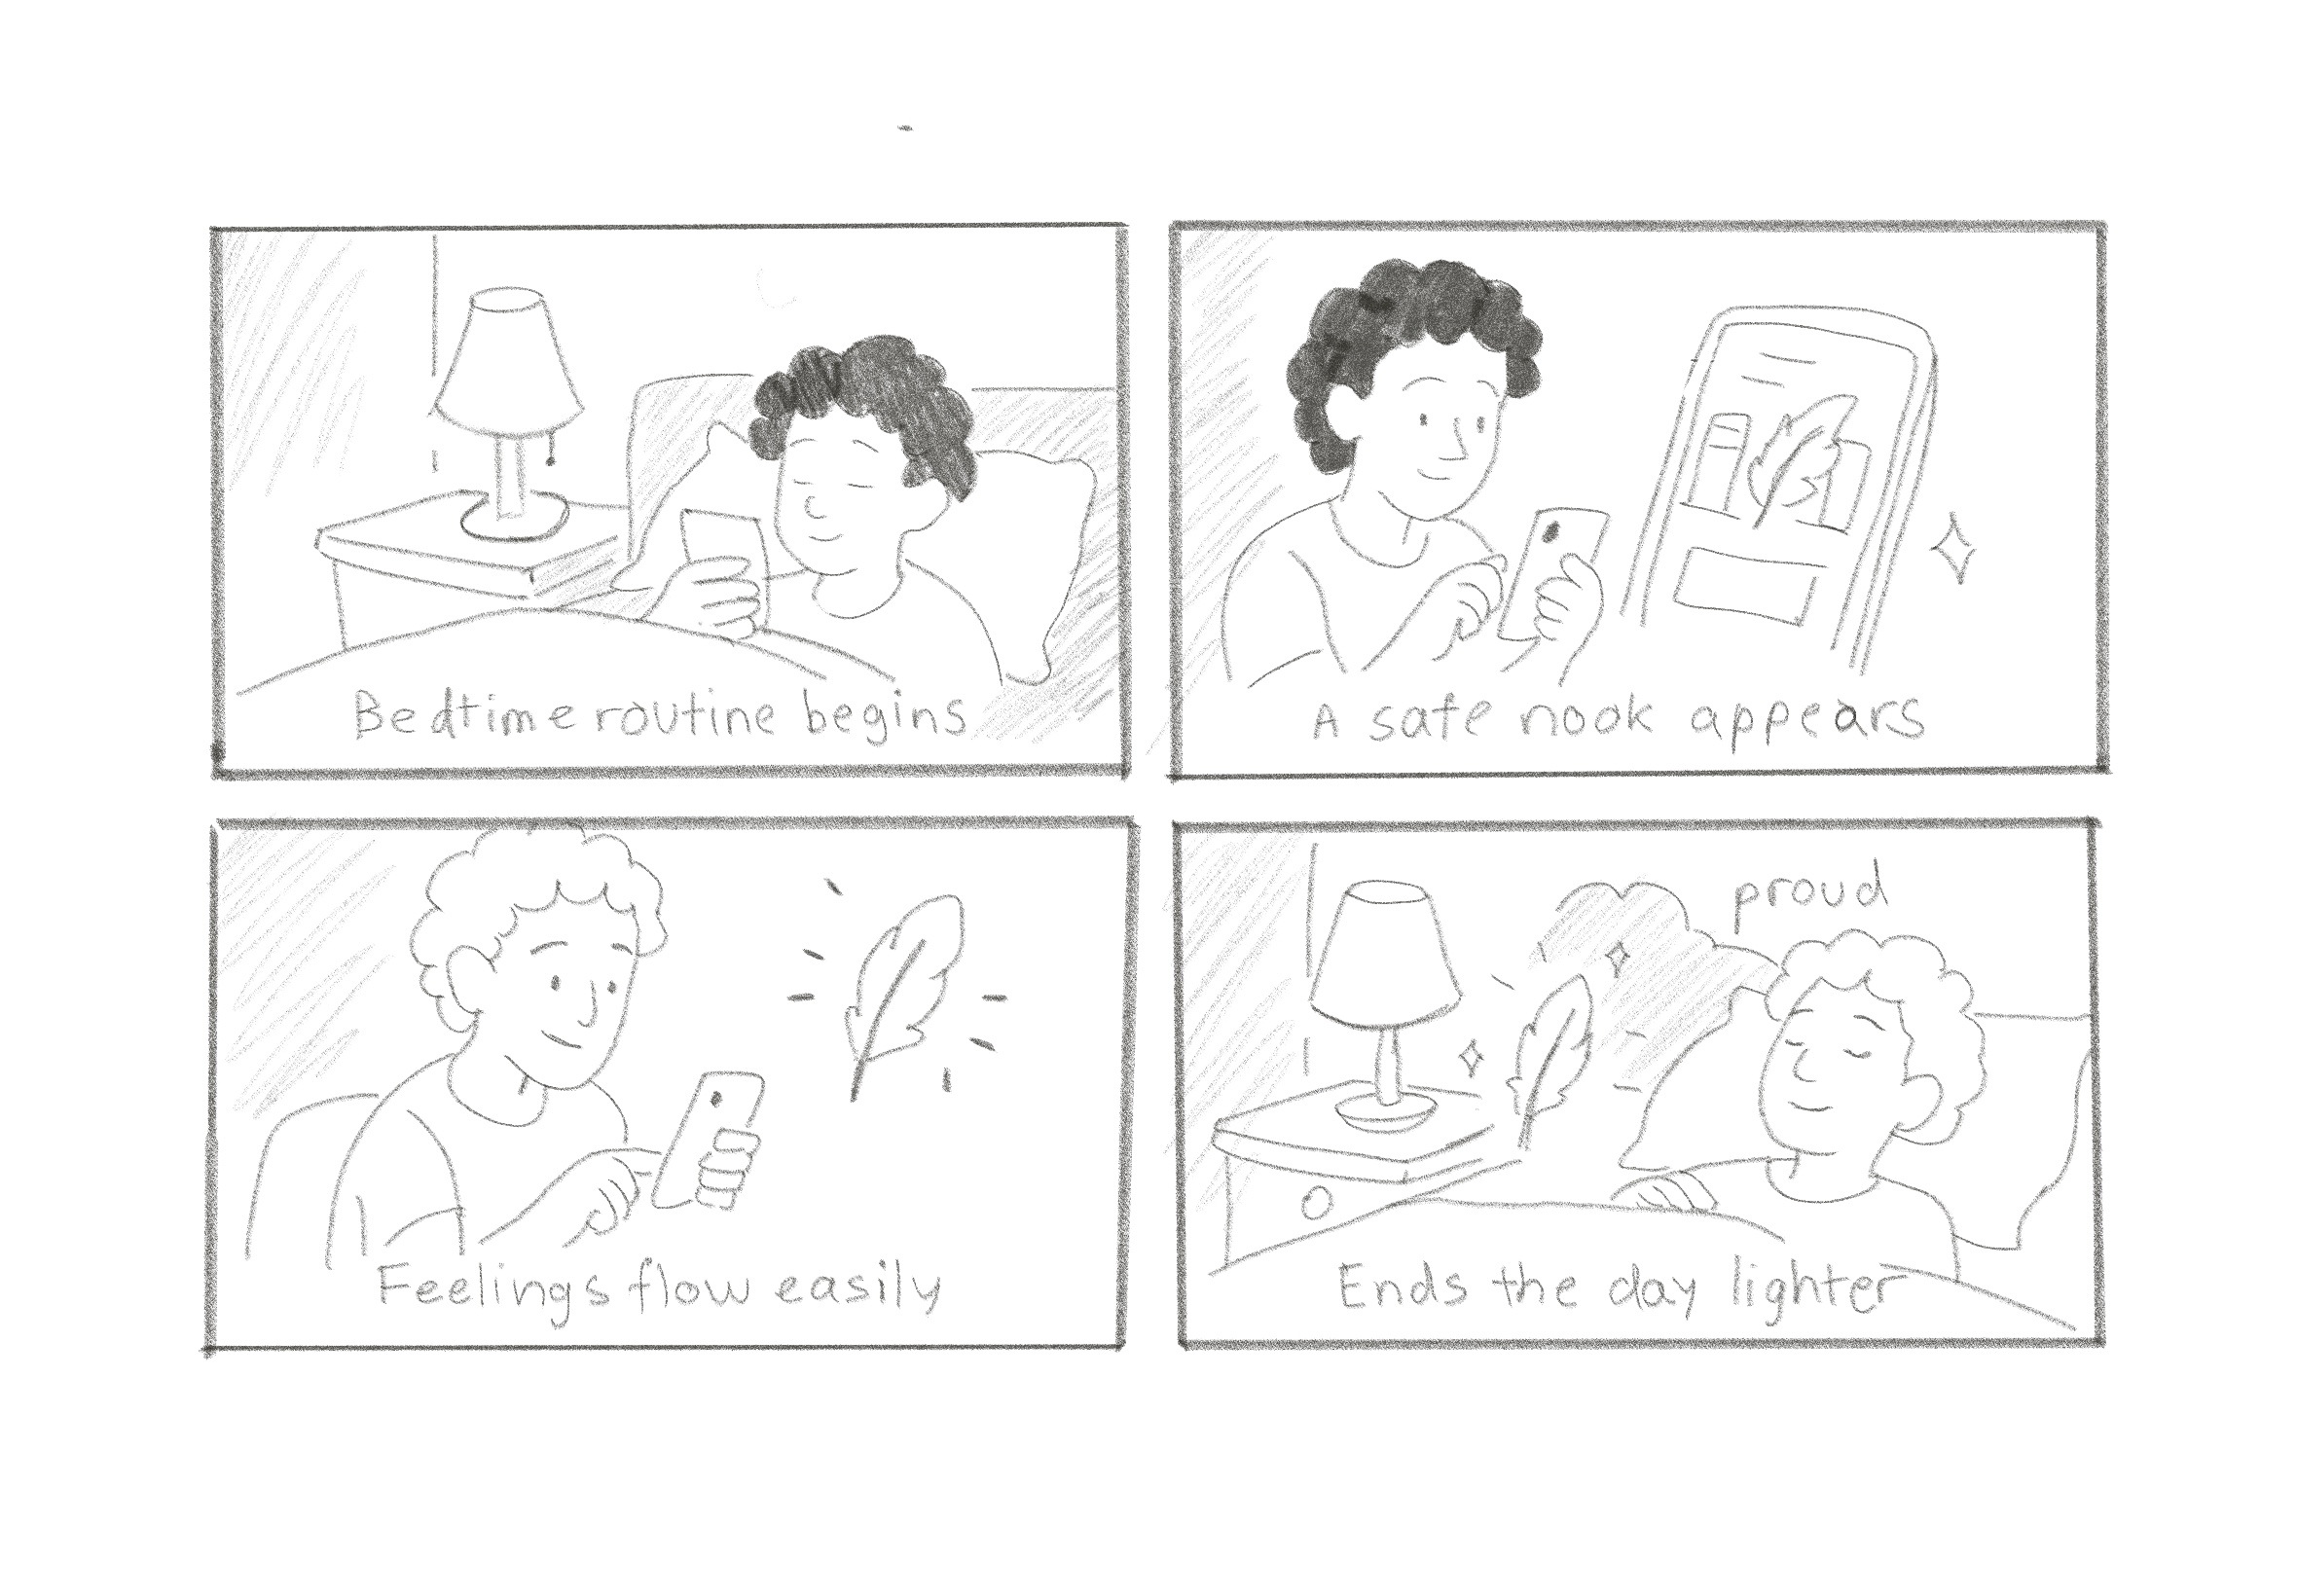 Bedtime routine begins
A safe nook appears
Feelings flow easily
proud
Ends the day lighter